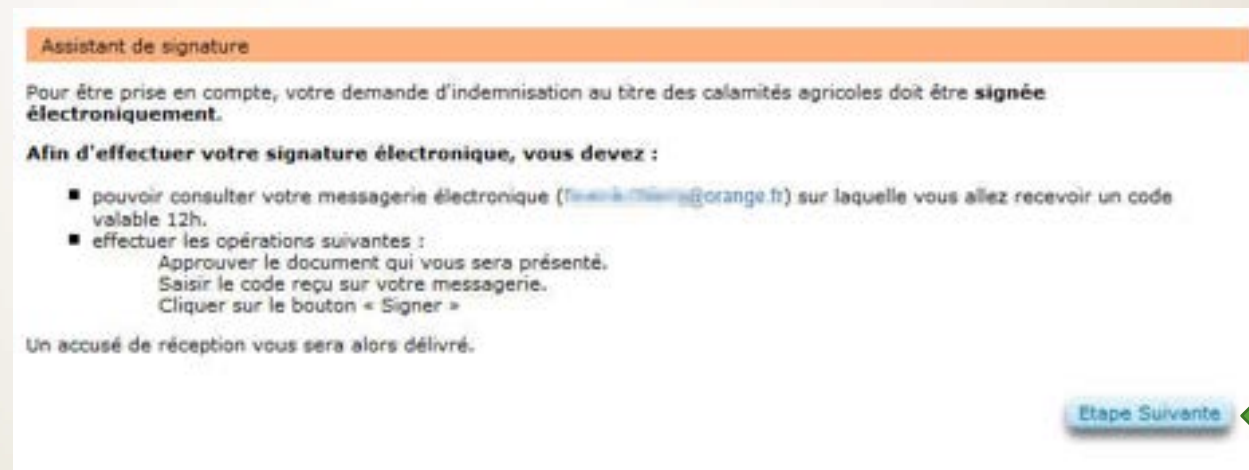 Assistant de signature
Pour être prise en compte, votre demande d'indemnisation au titre des calamités agricoles doit être signée
électroniquement.
Afin d'effectuer votre signature électronique, vous devez :
■ pouvoir consulter votre messagerie électronique (@orange.fr) sur laquelle vous allez recevoir un code
valable 12h.
■ effectuer les opérations suivantes :
Approuver le document qui vous sera présenté.
Saisir le code reçu sur votre messagerie.
Cliquer sur le bouton « Signer »
Un accusé de réception vous sera alors délivré.
Etape Suivante